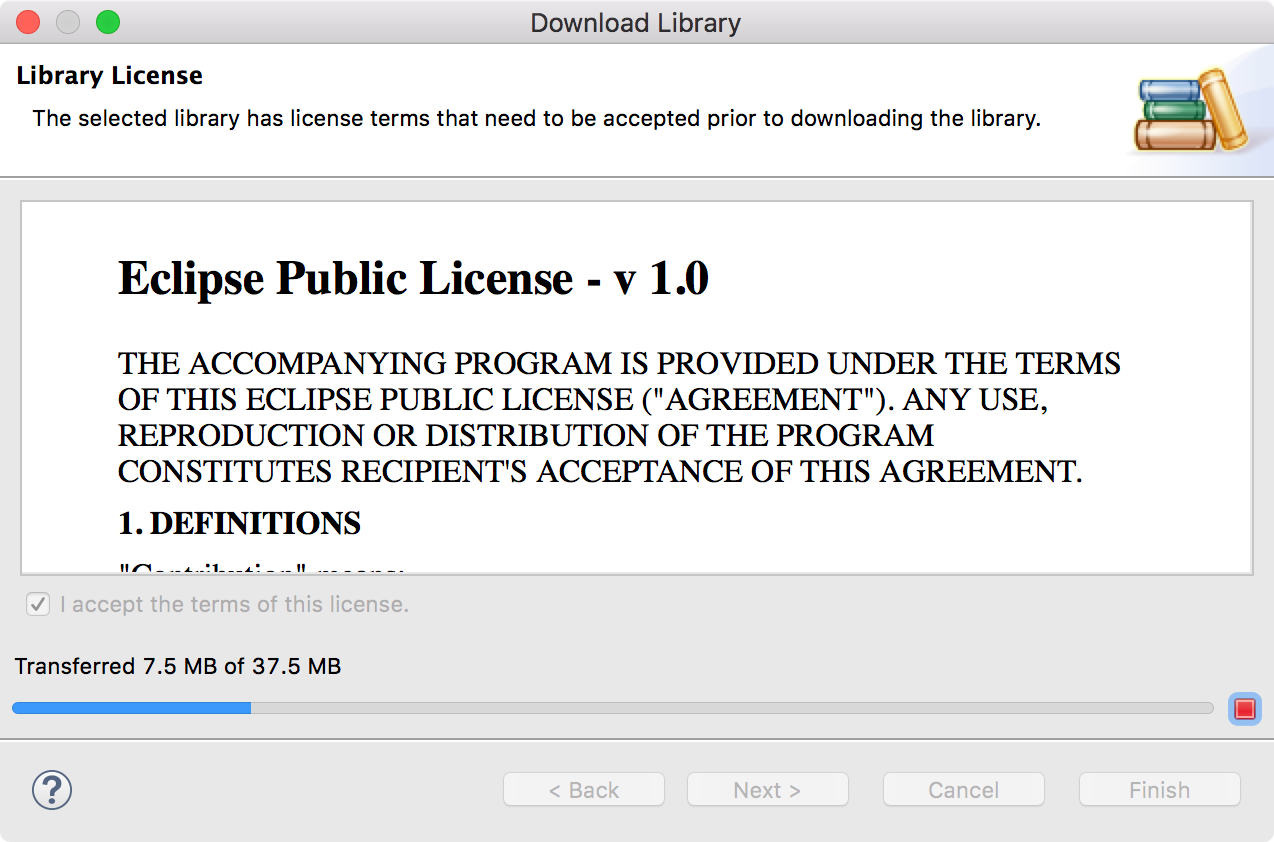 Download Library
Library License
The selected library has license terms that need to be accepted prior to downloading the library.
Eclipse Public License - v 1.0
THE ACCOMPANYING PROGRAM IS PROVIDED UNDER THE TERMS
OF THIS ECLIPSE PUBLIC LICENSE ("AGREEMENT"). ANY USE,
REPRODUCTION OR DISTRIBUTION OF THE PROGRAM
CONSTITUTES RECIPIENT'S ACCEPTANCE OF THIS AGREEMENT.
1. DEFINITIONS
"Contribution" means:
I accept the terms of this license.
Transferred 7.5 MB of 37.5 MB
?
< Back
Next >
Cancel
Finish